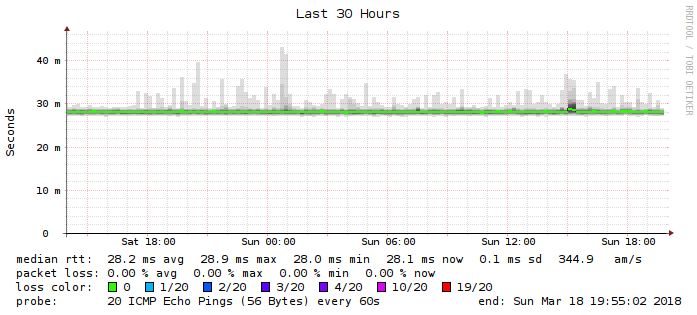 Last 30 Hours
RRDTOOL / TOBI OETIKER
Seconds
40 m
30 m
20 m
10 m
0
Sat 18:00 Sun 00:00 Sun 06:00 Sun 12:00 Sun 18:00
median rtt: 28.2 ms avg 28.9 ms max 28.0 ms min 28.1 ms now 0.1 ms sd 344.9 am/s
packet loss: 0.00 % avg 0.00 % max 0.00 % min 0.00 % now
loss color: 0 1/20 2/20 3/20 4/20 10/20 19/20
probe: 20 ICMP Echo Pings (56 Bytes) every 60s end: Sun Mar 18 19:55:02 2018